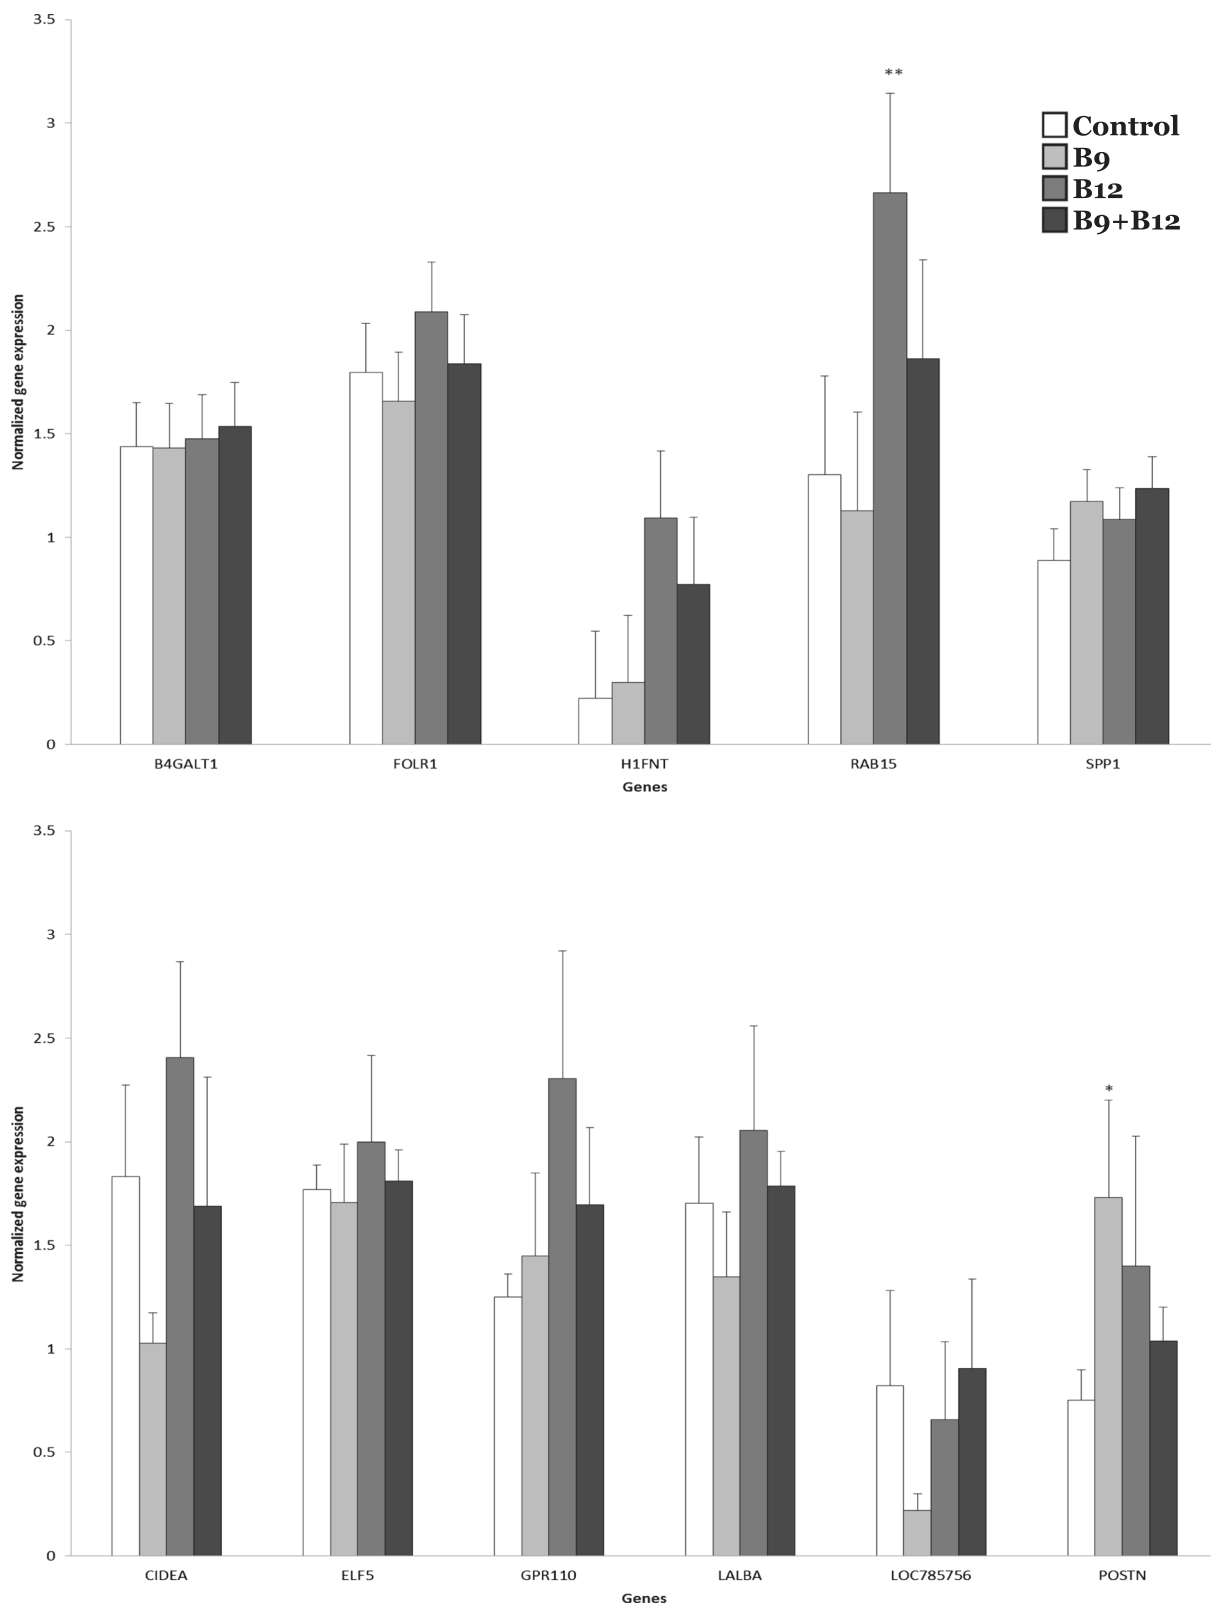 3.5
**
3
Control
B9
B12
B9+B12
2.5
2
Normalized gene expression
1.5
1
0.5
0
B4GALT1 FOLR1 H1FNT RAB15 SPP1
Genes
3.5
3
2.5
*
2
Normalized gene expression
1.5
1
0.5
0
CIDEA ELF5 GPR110 LALBA LOC785756 POSTN
Genes